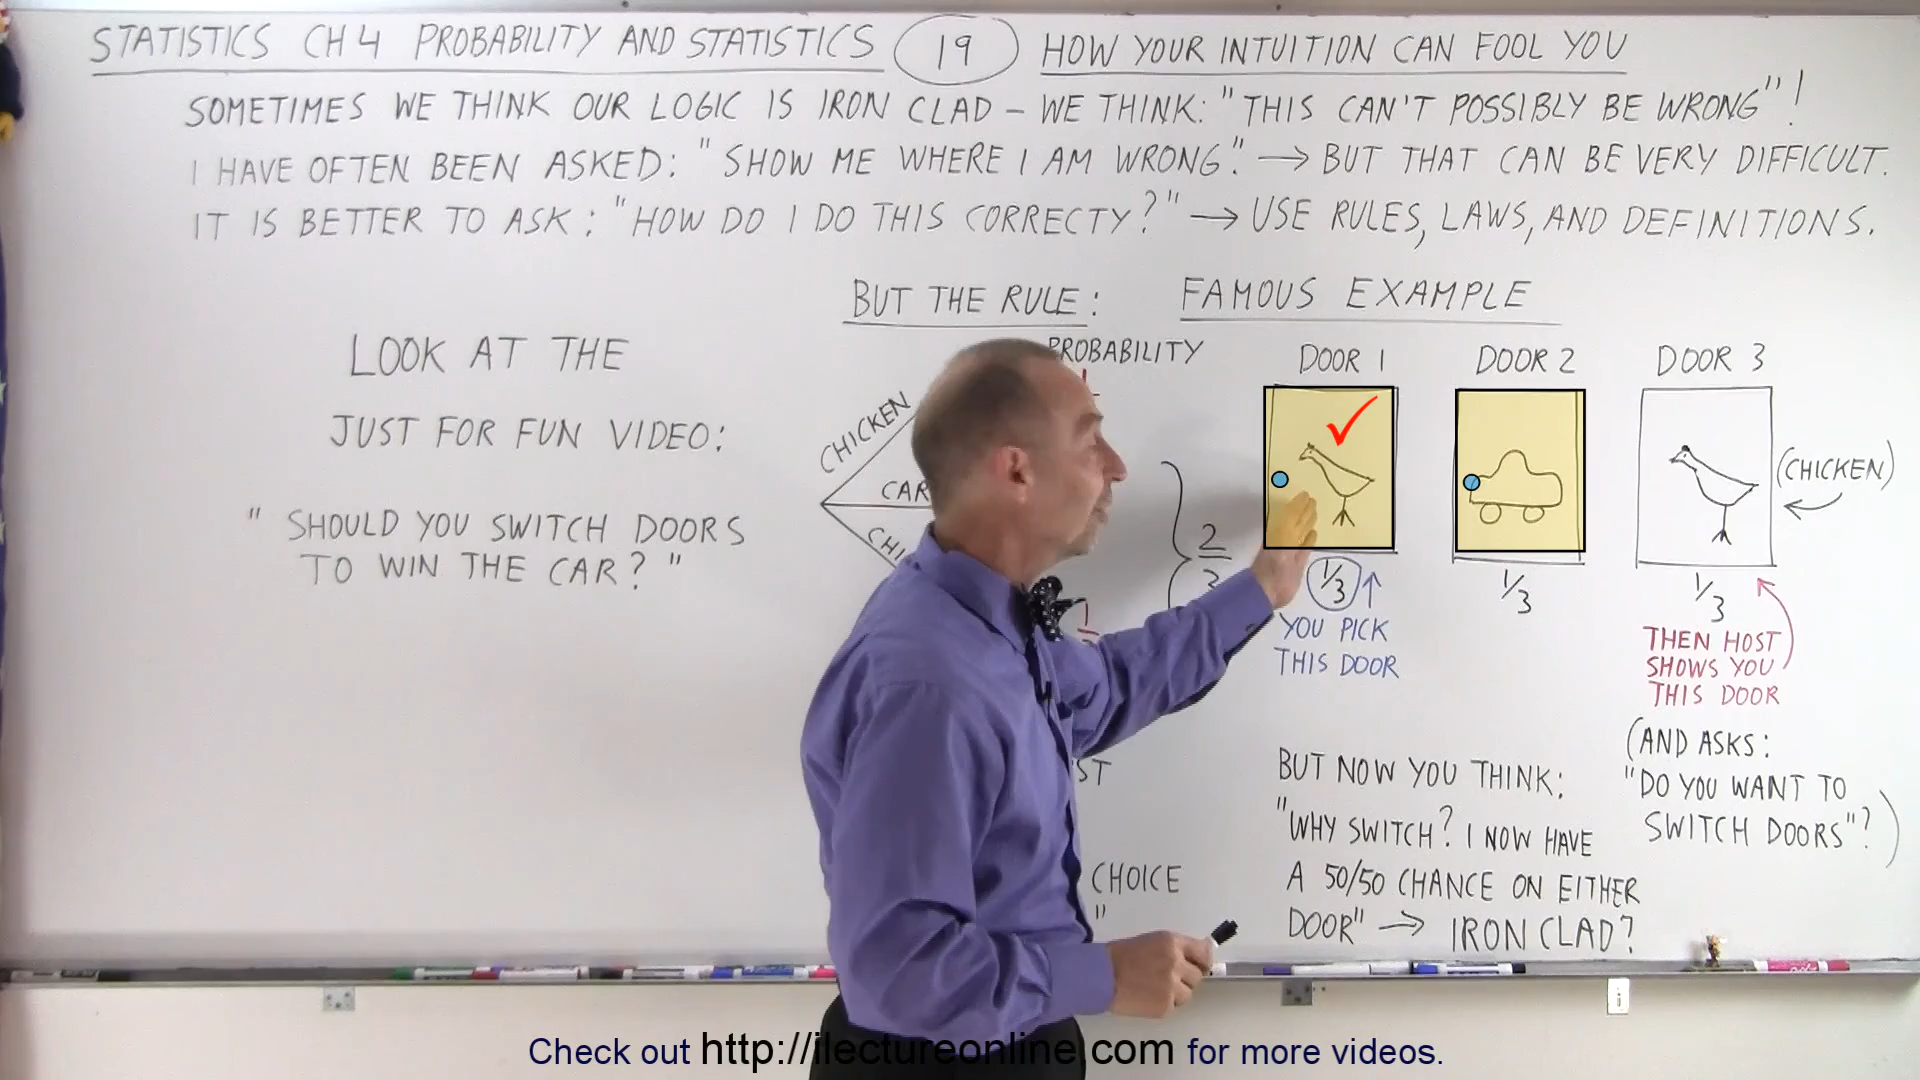 STATISTICS CH 4 PROBABILITY AND STATISTICS 19 HOW YOUR INTUITION CAN FOOL YOU
SOMETIMES WE THINK OUR LOGIC IS IRON CLAD – WE THINK: "THIS CAN'T POSSIBLY BE WRONG"!
I HAVE OFTEN BEEN ASKED: "SHOW ME WHERE I AM WRONG." → BUT THAT CAN BE VERY DIFFICULT.
IT IS BETTER TO ASK: "HOW DO I DO THIS CORRECTY?" → USE RULES, LAWS, AND DEFINITIONS.
LOOK AT THE
JUST FOR FUN VIDEO:
"SHOULD YOU SWITCH DOORS
TO WIN THE CAR?"
BUT THE RULE:
PROBABILITY
CHICKEN
CAR
2
CHOICE
"
FAMOUS EXAMPLE
DOOR 1 DOOR 2 DOOR 3
✓
(CHICKEN)
←
1/3 ↑ 1/3 1/3
YOU PICK
THIS DOOR
THEN HOST
SHOWS YOU
THIS DOOR
(AND ASKS:
"DO YOU WANT TO
SWITCH DOORS"?)
BUT NOW YOU THINK:
"WHY SWITCH? I NOW HAVE
A 50/50 CHANCE ON EITHER
DOOR" → IRON CLAD?
i
Check out http://ilectureonline.com for more videos.